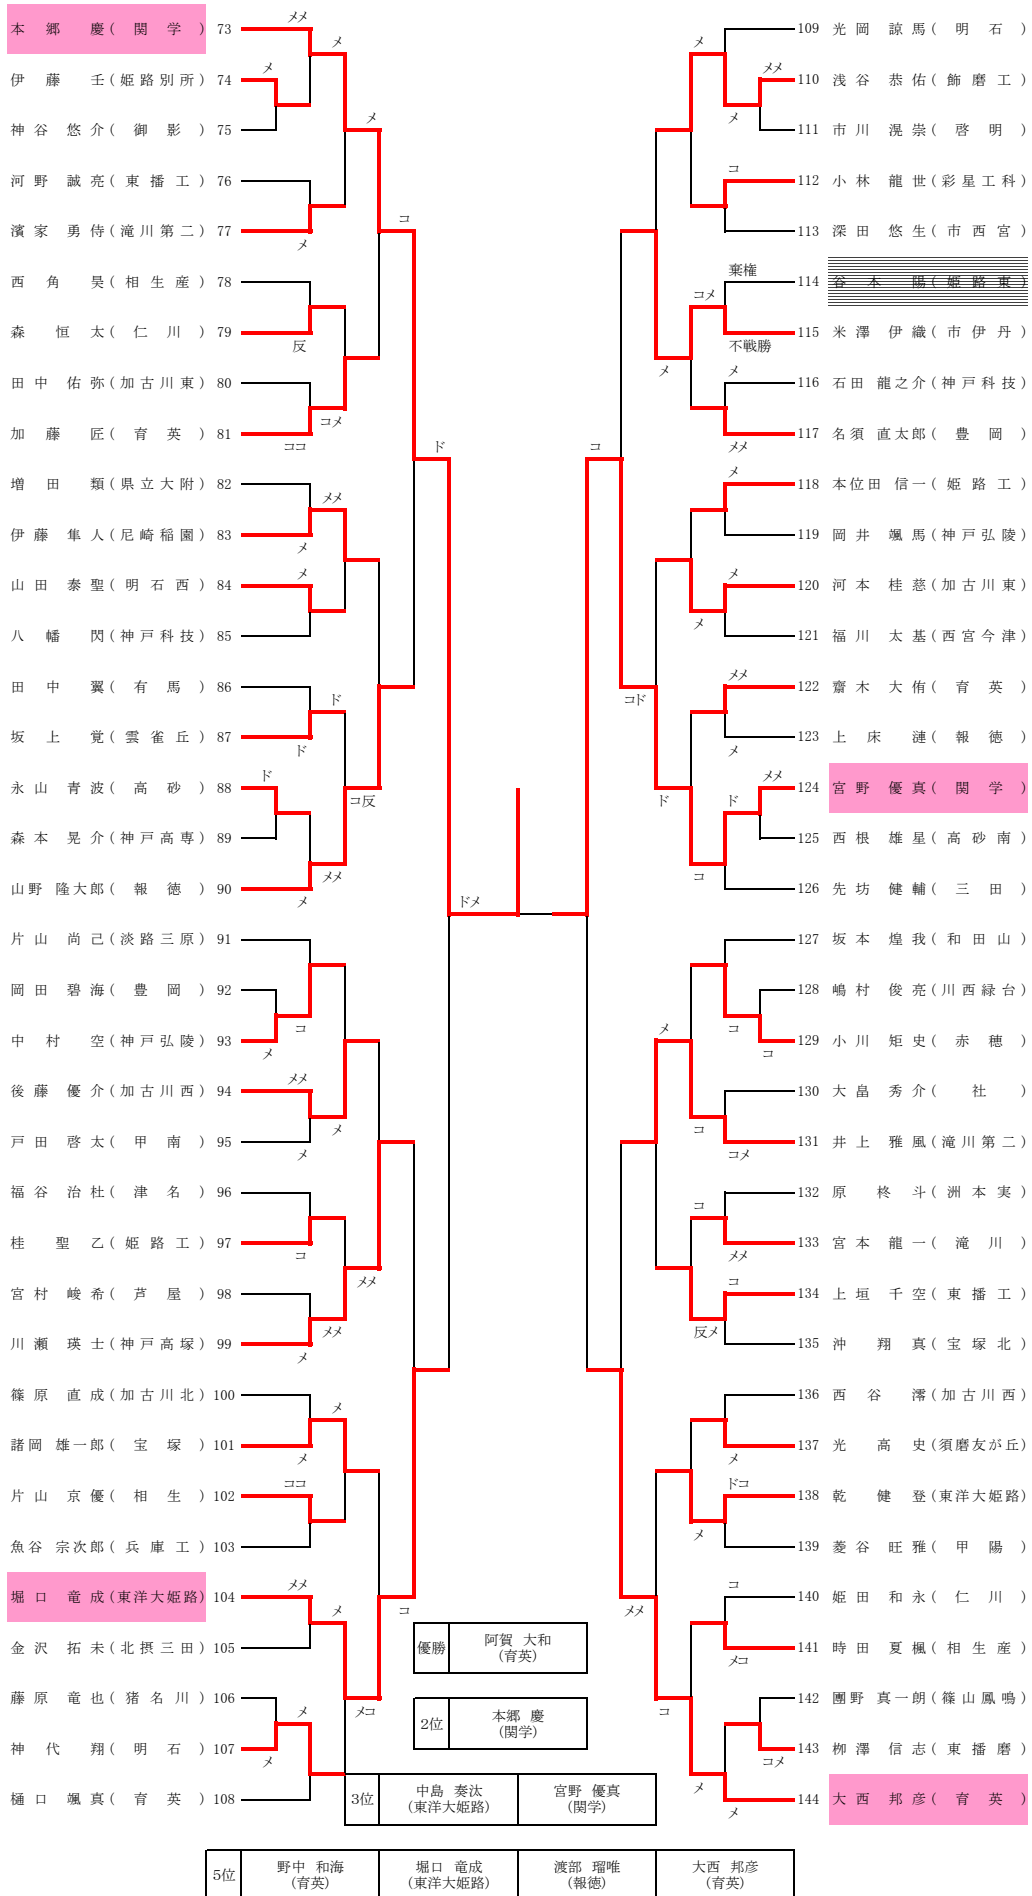 本郷 慶(関学) 73
メメ
メ
伊藤 壬(姫路別所) 74
メ
神谷 悠介(御影) 75
メ
河野 誠亮(東播工) 76
濱家 勇侍(滝川第二) 77
メ
コ
西角 昊(相生産) 78
森 恒太(仁川) 79
反
田中 佑弥(加古川東) 80
コメ
加藤 匠(育英) 81
ココ
ド
増田 類(県立大附) 82
メメ
伊藤 隼人(尼崎稲園) 83
メ
山田 泰聖(明石西) 84
メ
八幡 閃(神戸科技) 85
田中 翼(有馬) 86
ド
坂上 覚(雲雀丘) 87
ド
永山 青波(高砂) 88
ド
コ反
森本 晃介(神戸高専) 89
メメ
山野 隆大郎(報徳) 90
メ
ドメ
片山 尚己(淡路三原) 91
岡田 碧海(豊岡) 92
コ
中村 空(神戸弘陵) 93
メ
後藤 優介(加古川西) 94
メメ
メ
戸田 啓太(甲南) 95
メ
福谷 治杜(津名) 96
桂 聖乙(姫路工) 97
コ
メメ
宮村 峻希(芦屋) 98
メメ
川瀬 瑛士(神戸高塚) 99
メ
篠原 直成(加古川北) 100
メ
諸岡 雄一郎(宝塚) 101
メ
片山 京優(相生) 102
ココ
魚谷 宗次郎(兵庫工) 103
堀口 竜成(東洋大姫路) 104
メメ
メ
コ
金沢 拓未(北摂三田) 105
藤原 竜也(猪名川) 106
メ
メコ
神代 翔(明石) 107
メ
樋口 颯真(育英) 108
109 光岡 諒馬(明石)
メ
110 浅谷 恭佑(飾磨工)
メメ
メ
111 市川 滉崇(啓明)
112 小林 龍世(彩星工科)
コ
113 深田 悠生(市西宮)
114 谷本 陽(姫路東)
棄権
コメ
115 米澤 伊織(市伊丹)
不戦勝
メ
116 石田 龍之介(神戸科技)
メ
117 名須 直太郎(豊岡)
メメ
コ
118 本位田 信一(姫路工)
メ
119 岡井 颯馬(神戸弘陵)
120 河本 桂慈(加古川東)
メ
メ
121 福川 太基(西宮今津)
122 齋木 大侑(育英)
メメ
コド
123 上床 漣(報徳)
メ
124 宮野 優真(関学)
メメ
ド
ド
125 西根 雄星(高砂南)
コ
126 先坊 健輔(三田)
127 坂本 煌我(和田山)
128 嶋村 俊亮(川西緑台)
コ
129 小川 矩史(赤穂)
コ
メ
130 大畠 秀介(社)
コ
131 井上 雅風(滝川第二)
コメ
132 原 柊斗(洲本実)
コ
133 宮本 龍一(滝川)
メメ
134 上垣 千空(東播工)
コ
反メ
135 沖 翔真(宝塚北)
136 西谷 澪(加古川西)
137 光 高史(須磨友が丘)
メ
138 乾 健登(東洋大姫路)
ドコ
メ
139 菱谷 旺雅(甲陽)
140 姫田 和永(仁川)
コ
メメ
141 時田 夏楓(相生産)
メコ
142 團野 真一朗(篠山鳳鳴)
コ
143 栁澤 信志(東播磨)
コメ
メ
144 大西 邦彦(育英)
メ
優勝 阿賀 大和 (育英)
2位 本郷 慶 (関学)
3位 中島 奏汰 (東洋大姫路) 宮野 優真 (関学)
5位 野中 和海 (育英) 堀口 竜成 (東洋大姫路) 渡部 瑠唯 (報徳) 大西 邦彦 (育英)